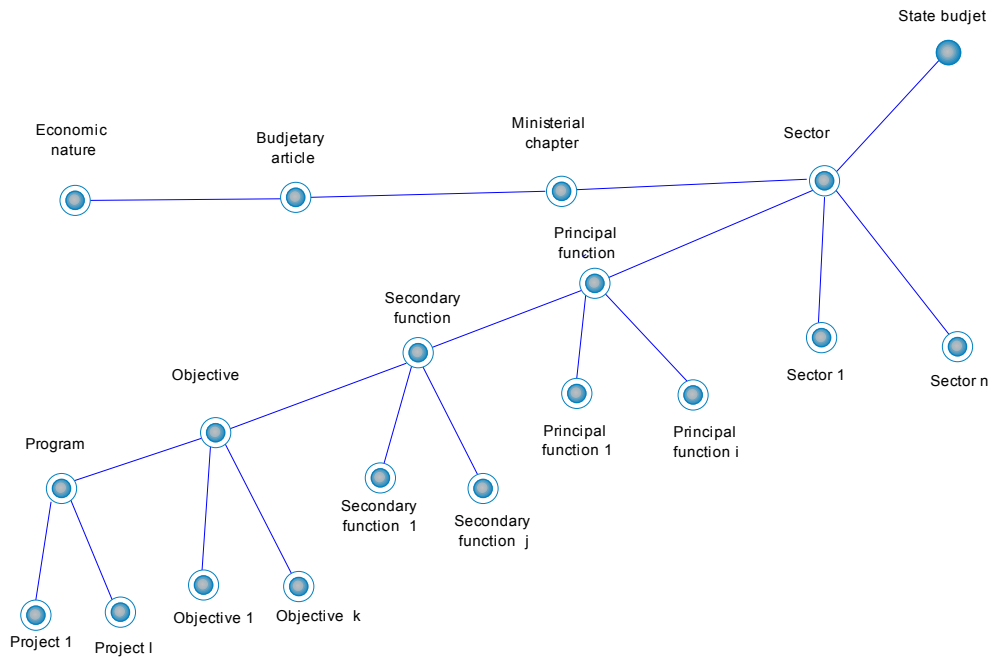 State budjet
Economic
nature
Budjetary
article
Ministerial
chapter
Sector
Principal
function
Secondary
function
Objective
Program
Sector 1
Sector n
Principal
function 1
Principal
function i
Secondary
function 1
Secondary
function j
Objective 1
Objective k
Project 1
Project l